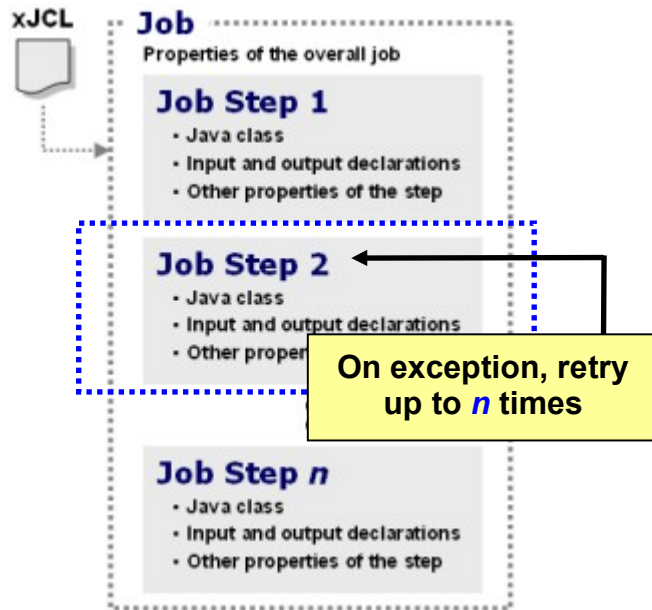 xJCL
Job
Properties of the overall job
Job Step 1
• Java class
• Input and output declarations
• Other properties of the step
Job Step 2
• Java class
• Input and output declarations
• Other
On exception, retry
up to n times
Job Step n
• Java class
• Input and output declarations
• Other properties of the step